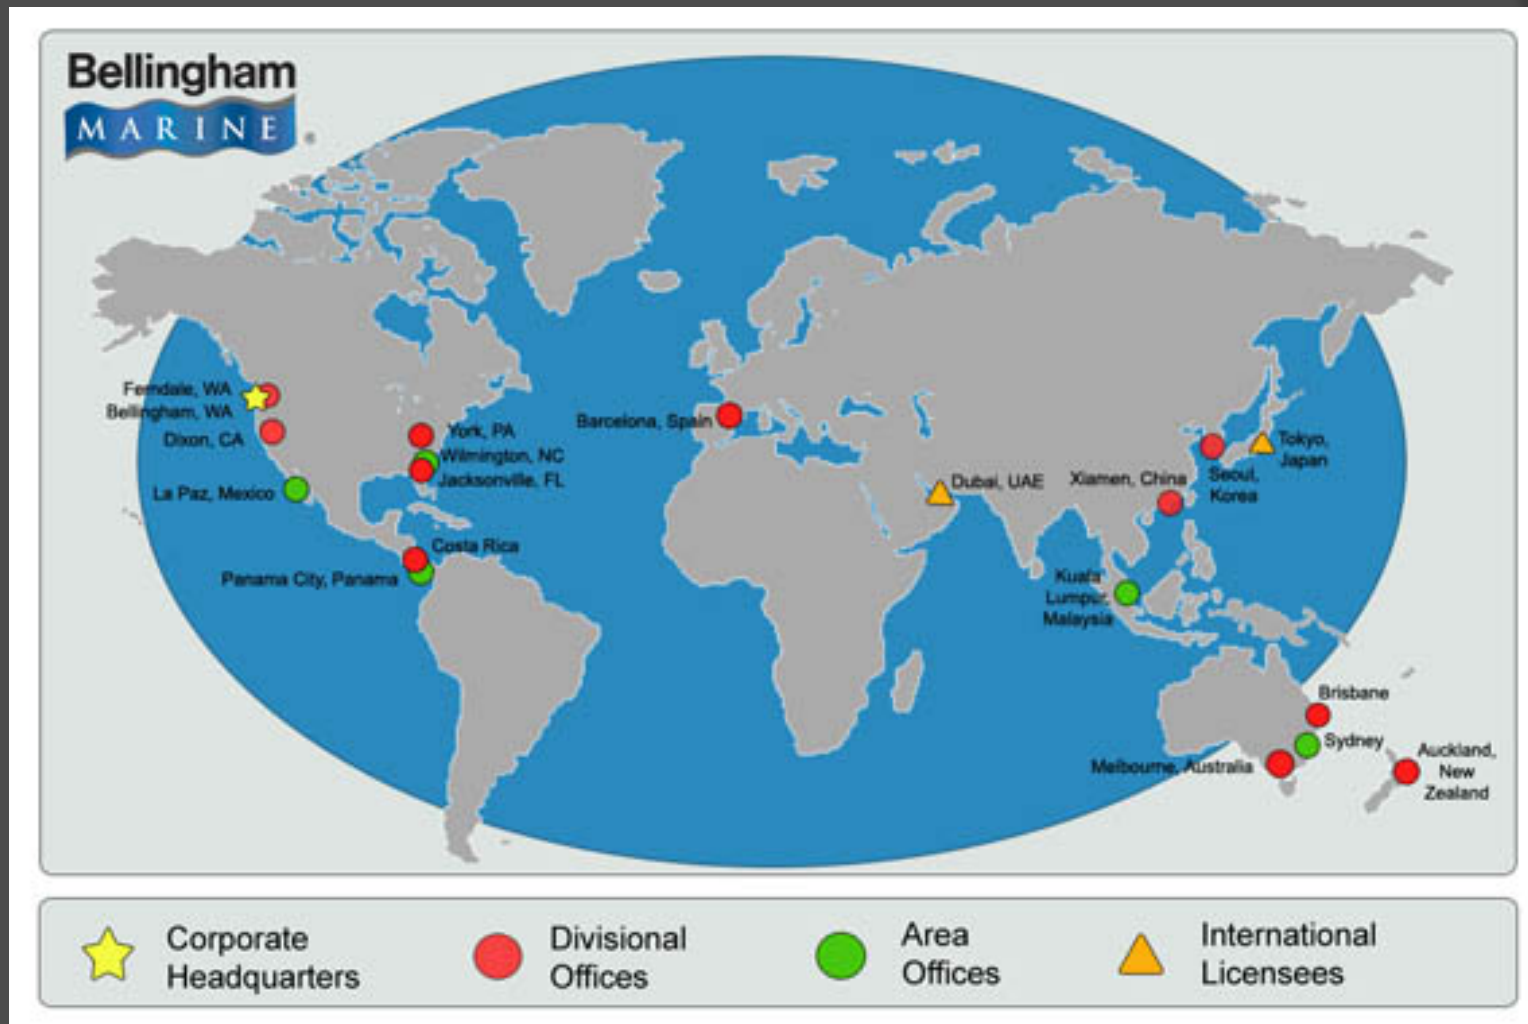 Bellingham
MARINE
Ferndale, WA
Bellingham, WA
Dixon, CA
La Paz, Mexico
York, PA
Wilmington, NC
Jacksonville, FL
Costa Rica
Panama City, Panama
Barcelona, Spain
Dubai, UAE
Xiamen, China
Seoul,
Korea
Tokyo,
Japan
Kuala
Lumpur,
Malaysia
Brisbane
Sydney
Melbourne, Australia
Auckland,
New
Zealand
Corporate
Headquarters
Divisional
Offices
Area
Offices
International
Licensees